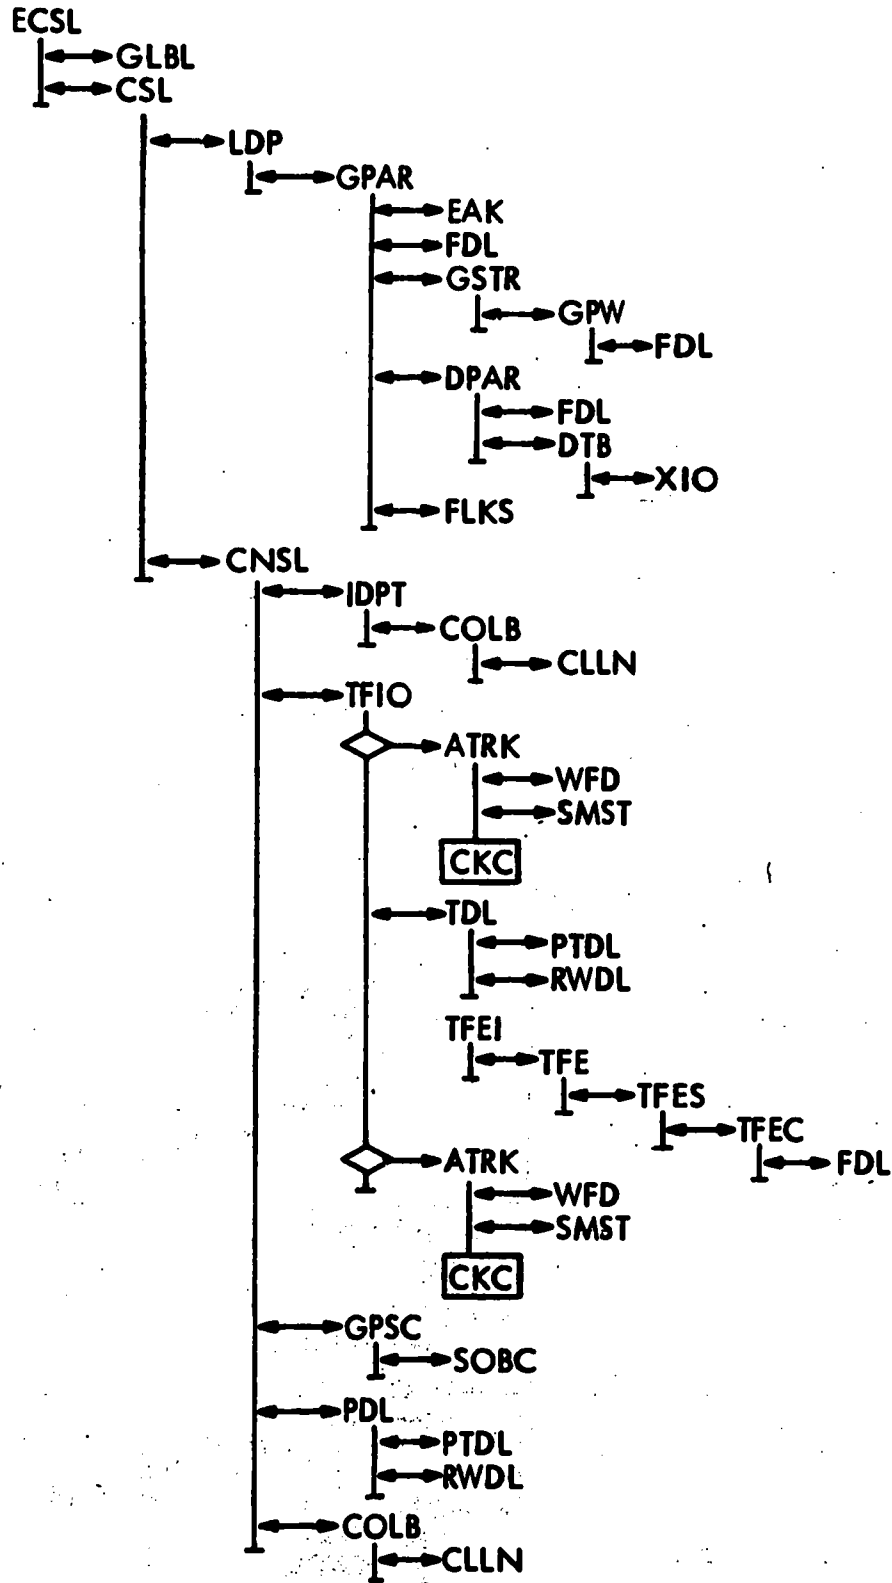 ECSL
GLBL
CSL
LDP
GPAR
EAK
FDL
GSTR
GPW
FDL
DPAR
FDL
DTB
XIO
FLKS
CNSL
IDPT
COLB
CLLN
TFIO
ATRK
WFD
SMST
CKC
TDL
PTDL
RWDL
TFEI
TFE
TFES
TFEC
FDL
ATRK
WFD
SMST
CKC
GPSC
SOBC
PDL
PTDL
RWDL
COLB
CLLN